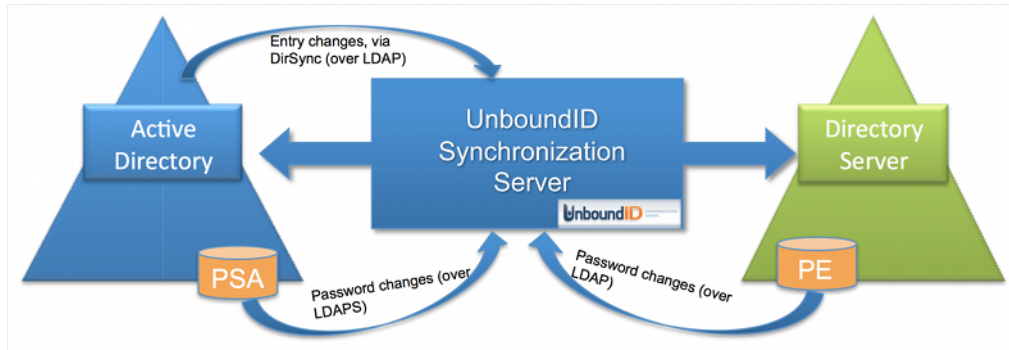 Entry changes, via
DirSync (over LDAP)
Active
Directory
UnboundID
Synchronization
Server
UnboundID
Directory
Server
PSA
Password changes (over
LDAPS)
Password changes (over
LDAP)
PE